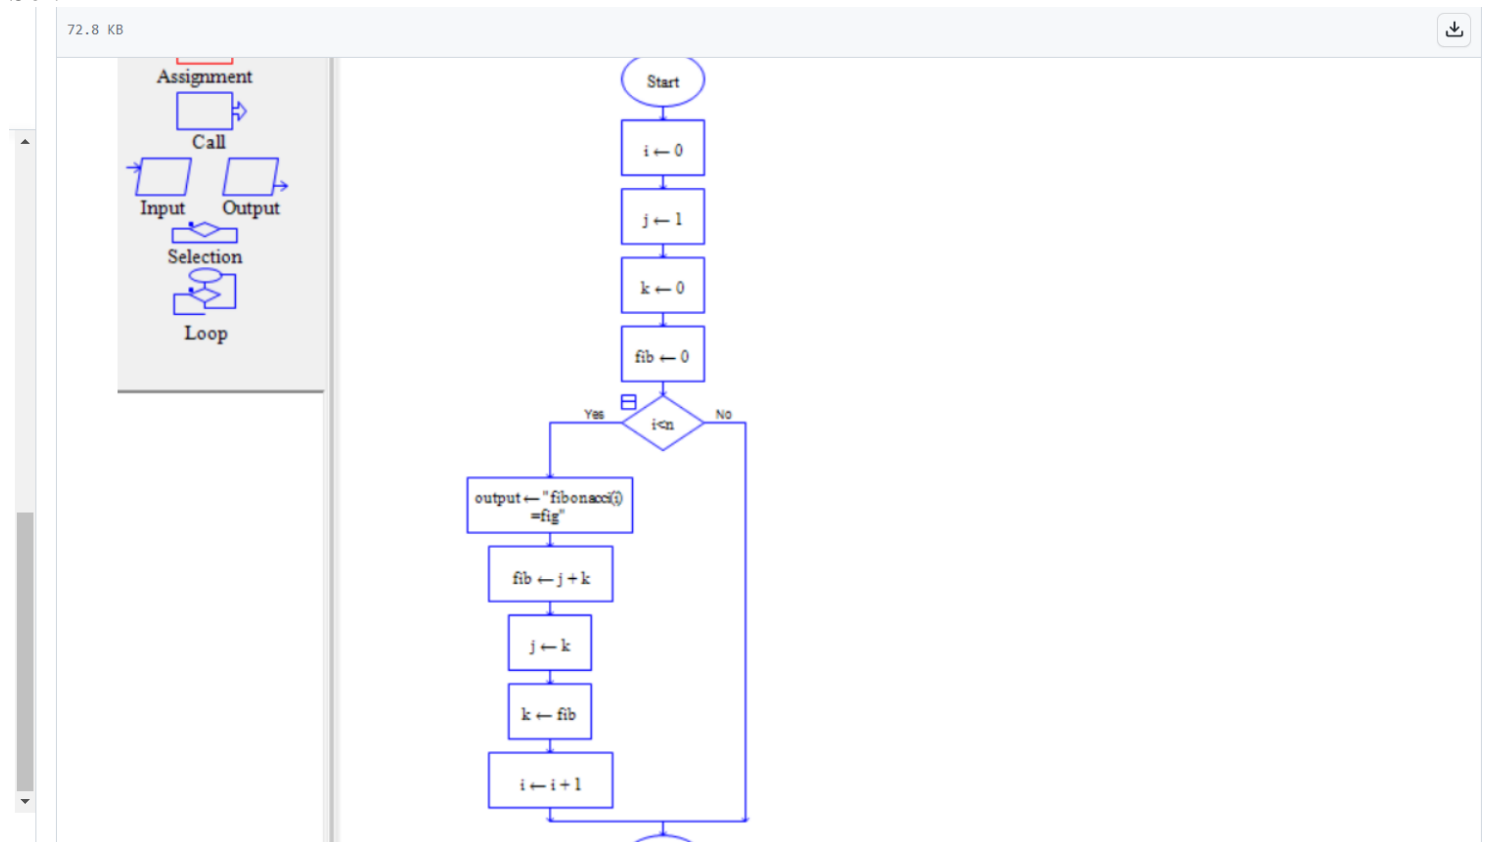 72.8 KB
Assignment
Call
Input Output
Selection
Loop
Start
i ← 0
j ← 1
k ← 0
fib ← 0
Yes
i<n
No
output ← "fibonacci(i)
=fig"
fib ← j + k
j ← k
k ← fib
i ← i + 1